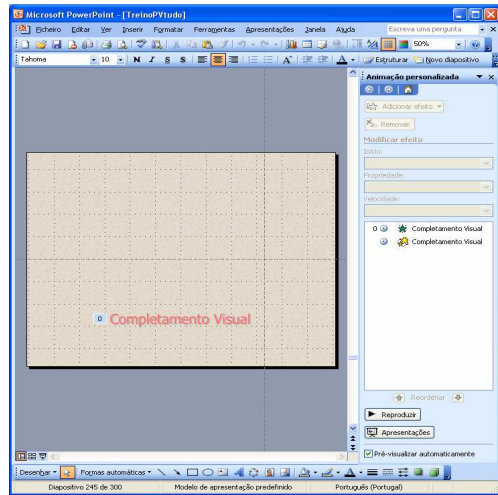 Microsoft PowerPoint - [TreinoPVtudo]
Ficheiro Editar Ver Inserir Formatar Ferramentas Apresentações Janela Ajuda Escreva uma pergunta
50%
Tahoma 10 N I S S Estruturar Novo diapositivo
Animação personalizada
Adicionar efeito
Remover
Modificar efeito
Início:
Propriedade:
Velocidade:
0 Completamento Visual
Completamento Visual
0 Completamento Visual
Reordenar
Reproduzir
Apresentações
Pré-visualizar automaticamente
Desenhar Formas automáticas
Diapositivo 245 de 300 Modelo de apresentação predefinido Português (Portugal)